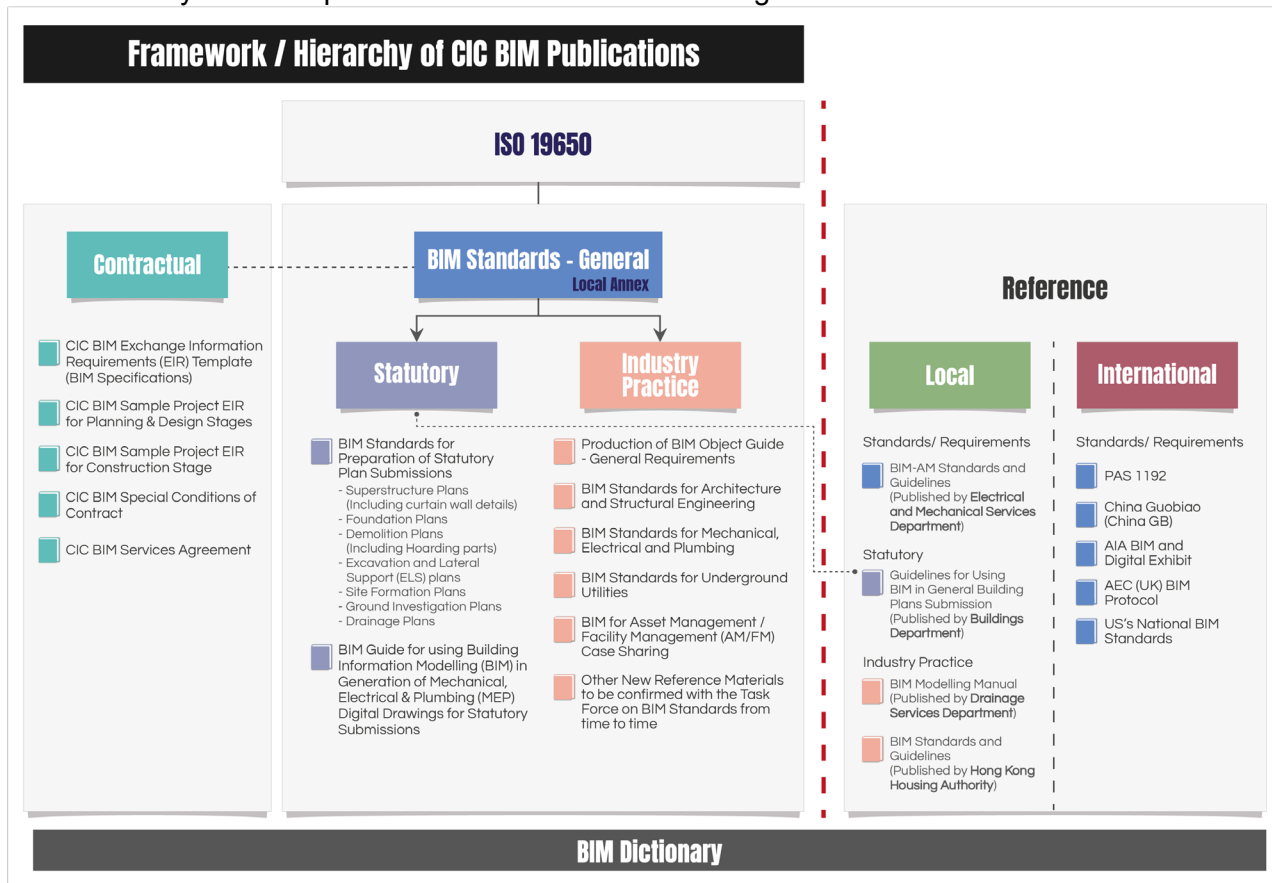 Framework / Hierarchy of CIC BIM Publications
ISO 19650
Contractual
CIC BIM Exchange Information
Requirements (EIR) Template
(BIM Specifications)
CIC BIM Sample Project EIR
for Planning & Design Stages
CIC BIM Sample Project EIR
for Construction Stage
CIC BIM Special Conditions of
Contract
CIC BIM Services Agreement
BIM Standards - General
Local Annex
Statutory
BIM Standards for
Preparation of Statutory
Plan Submissions
- Superstructure Plans
(Including curtain wall details)
- Foundation Plans
- Demolition Plans
(Including Hoarding parts)
- Excavation and Lateral
Support (ELS) plans
- Site Formation Plans
- Ground Investigation Plans
- Drainage Plans
BIM Guide for using Building
Information Modelling (BIM) in
Generation of Mechanical,
Electrical & Plumbing (MEP)
Digital Drawings for Statutory
Submissions
Industry
Practice
Production of BIM Object Guide
- General Requirements
BIM Standards for Architecture
and Structural Engineering
BIM Standards for Mechanical,
Electrical and Plumbing
BIM Standards for Underground
Utilities
BIM for Asset Management /
Facility Management (AM/FM)
Case Sharing
Other New Reference Materials
to be confirmed with the Task
Force on BIM Standards from
time to time
Reference
Local
Standards/ Requirements
BIM-AM Standards and
Guidelines
(Published by Electrical
and Mechanical Services
Department)
Statutory
Guidelines for Using
BIM in General Building
Plans Submission
(Published by Buildings
Department)
Industry Practice
BIM Modelling Manual
(Published by Drainage
Services Department)
BIM Standards and
Guidelines
(Published by Hong Kong
Housing Authority)
International
Standards/ Requirements
PAS 1192
China Guobiao
(China GB)
AIA BIM and
Digital Exhibit
AEC (UK) BIM
Protocol
US's National BIM
Standards
BIM Dictionary